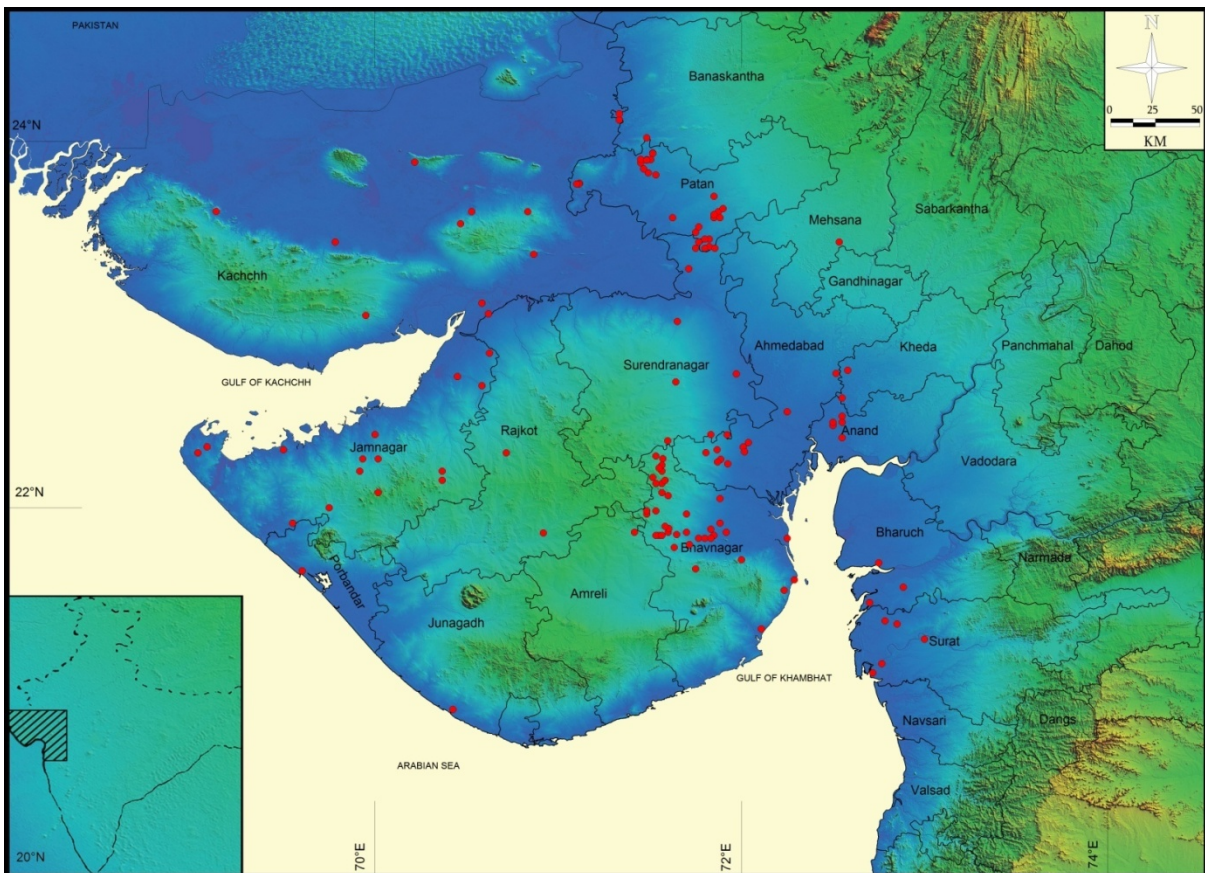 PAKISTAN
N
0 25 50
KM
Banaskantha
24°N
Patan
Mehsana
Sabarkantha
Kachchh
Gandhinagar
Ahmedabad
Kheda
Panchmahal
Dahod
Surendranagar
GULF OF KACHCHH
Rajkot
Jamnagar
Anand
Vadodara
22°N
Bharuch
Bhavnagar
Narmada
Porbandar
Amreli
Junagadh
Surat
GULF OF KHAMBHAT
Navsari
Dangs
ARABIAN SEA
Valsad
20°N
70°E
72°E
74°E